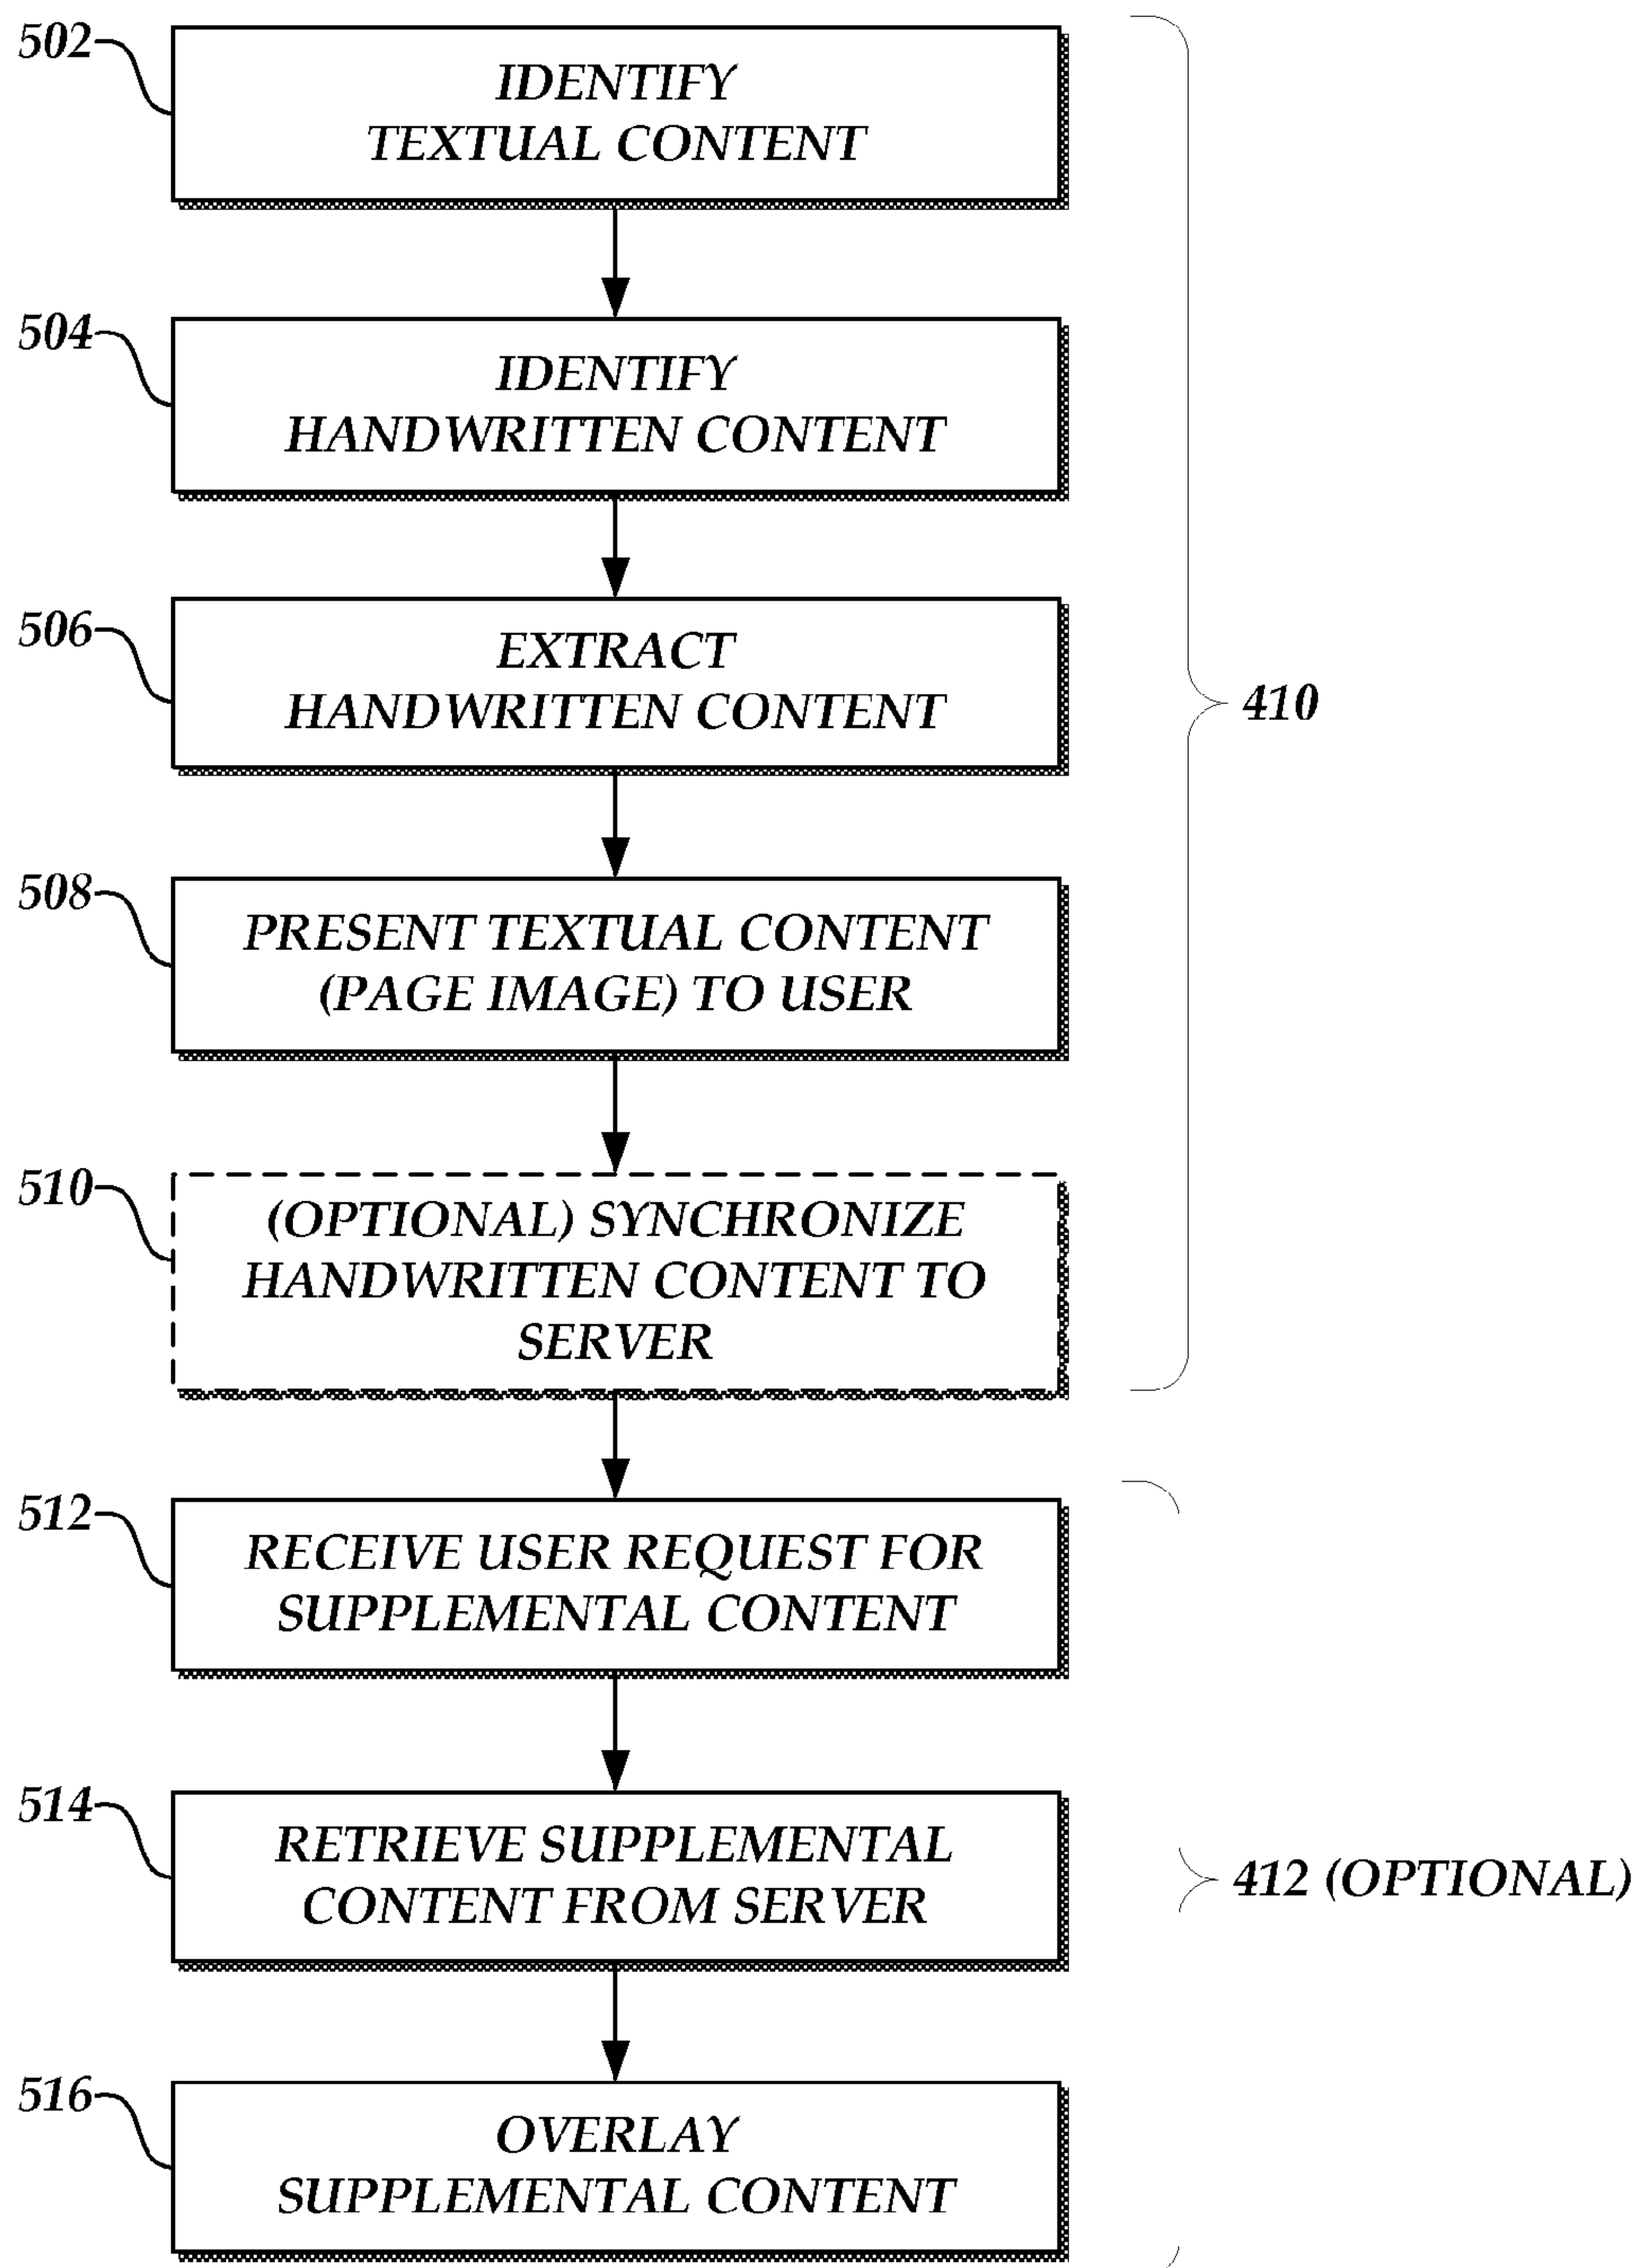 502
IDENTIFY
TEXTUAL CONTENT
504
IDENTIFY
HANDWRITTEN CONTENT
506
EXTRACT
HANDWRITTEN CONTENT
410
508
PRESENT TEXTUAL CONTENT
(PAGE IMAGE) TO USER
510
(OPTIONAL) SYNCHRONIZE
HANDWRITTEN CONTENT TO
SERVER
512
RECEIVE USER REQUEST FOR
SUPPLEMENTAL CONTENT
514
RETRIEVE SUPPLEMENTAL
CONTENT FROM SERVER
412 (OPTIONAL)
516
OVERLAY
SUPPLEMENTAL CONTENT